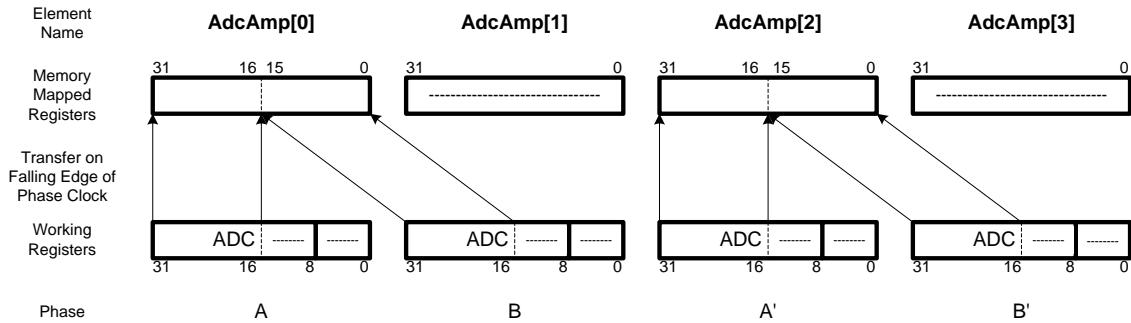 Element
Name
AdcAmp[0] AdcAmp[1] AdcAmp[2] AdcAmp[3]
31 16 15 0 31 0 31 16 15 0 31 0
Memory
Mapped
Registers
Transfer on
Falling Edge of
Phase Clock
Working
Registers
ADC ADC ADC ADC
31 16 8 0 31 16 8 0 31 16 8 0 31 16 8 0
Phase A B A' B'